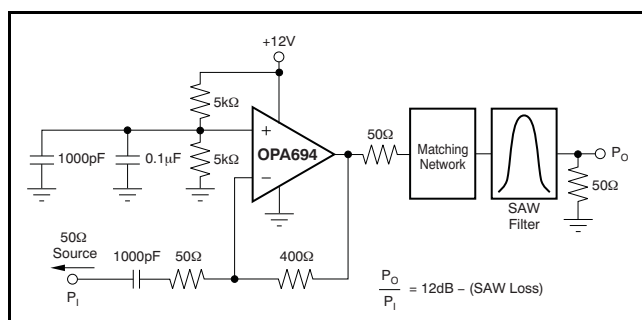 +12V
5kΩ
5kΩ
1000pF
0.1μF
+
−
OPA694
50Ω
Matching
Network
SAW
Filter
P_O
50Ω
50Ω
Source
P_I
1000pF
50Ω
400Ω
P_O
P_I
= 12dB − (SAW Loss)